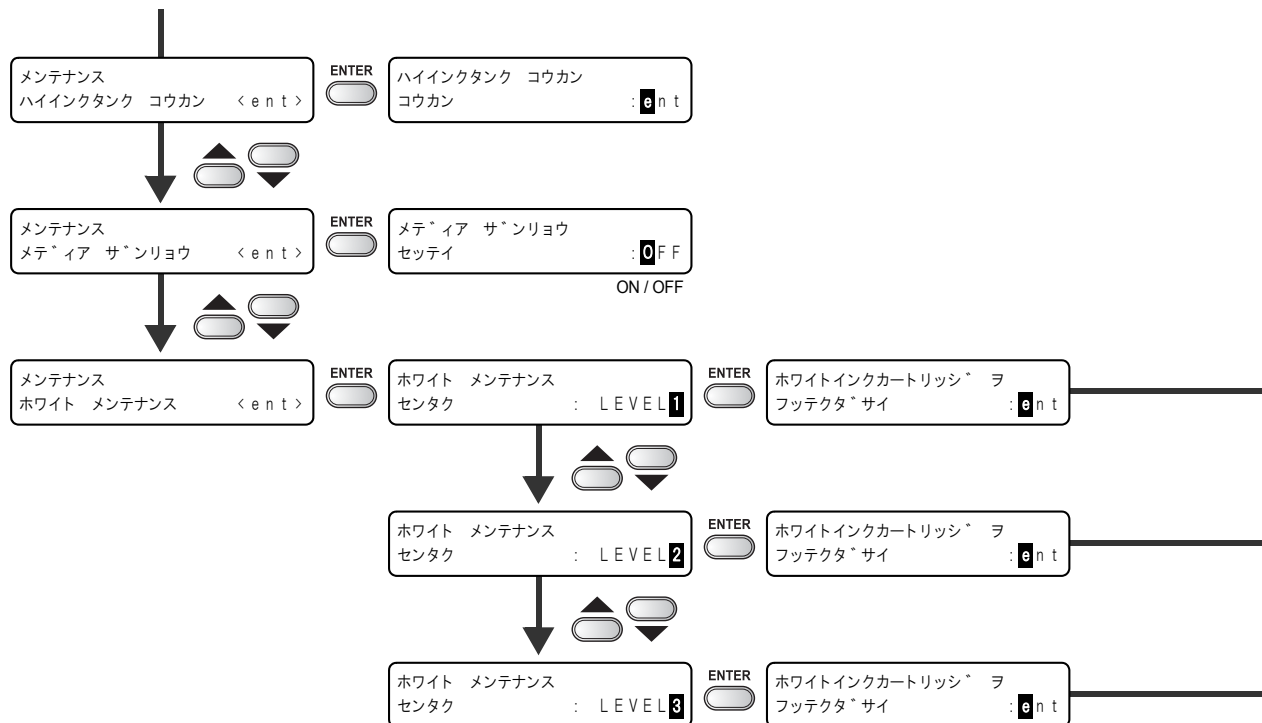 メンテナンス
ハイインクタンク　コウカン　<ent>
ENTER
ハイインクタンク　コウカン
コウカン　:ent
メンテナンス
メテ゛ィア　サ゛ンリョウ　<ent>
ENTER
メテ゛ィア　サ゛ンリョウ
セッテイ　:OFF
ON / OFF
メンテナンス
ホワイト　メンテナンス　<ent>
ENTER
ホワイト　メンテナンス
センタク　:　LEVEL1
ENTER
ホワイトインクカートリッシ゛　ヲ
フッテクタ゛サイ　:ent
ホワイト　メンテナンス
センタク　:　LEVEL2
ENTER
ホワイトインクカートリッシ゛　ヲ
フッテクタ゛サイ　:ent
ホワイト　メンテナンス
センタク　:　LEVEL3
ENTER
ホワイトインクカートリッシ゛　ヲ
フッテクタ゛サイ　:ent